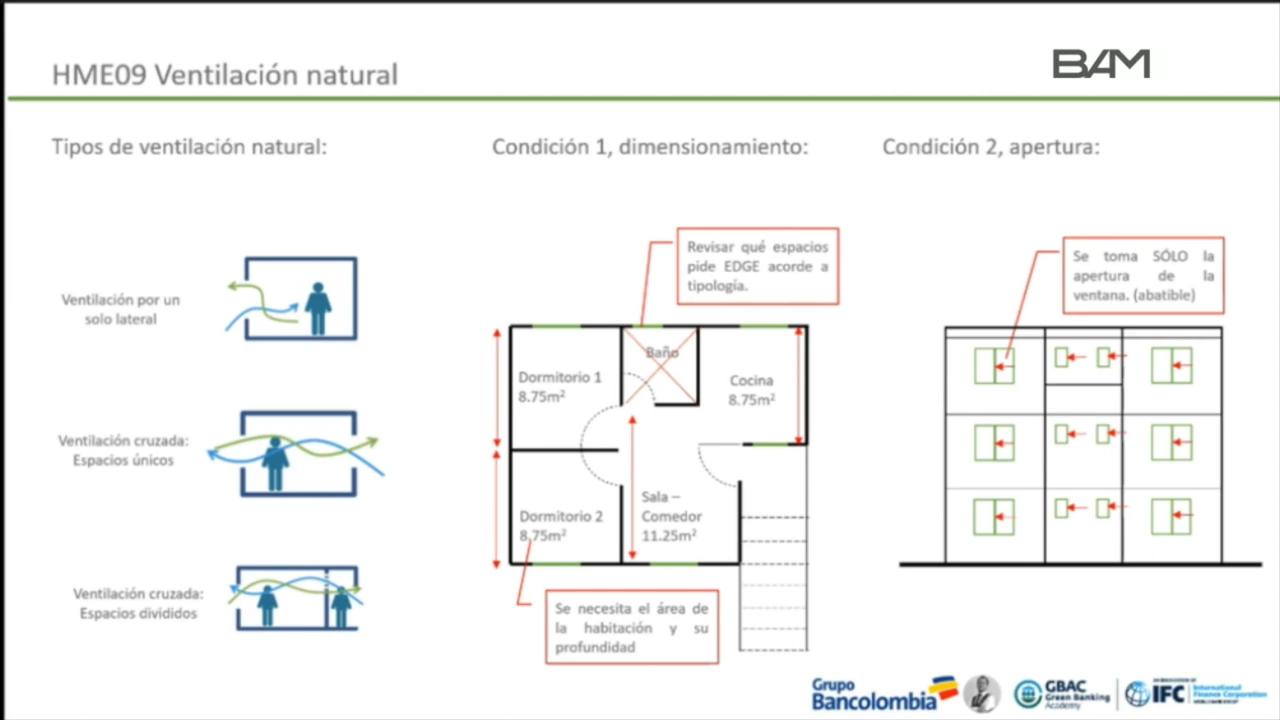 HME09 Ventilación natural
BAM
Tipos de ventilación natural:
Condición 1, dimensionamiento:
Condición 2, apertura:
Ventilación por un
solo lateral
Ventilación cruzada:
Espacios únicos
Ventilación cruzada:
Espacios divididos
Revisar qué espacios
pide EDGE acorde a
tipología.
Baño
Dormitorio 1
8.75m²
Cocina
8.75m²
Dormitorio 2
8.75m²
Sala –
Comedor
11.25m²
Se necesita el área de
la habitación y su
profundidad
Se toma SÓLO la
apertura de la
ventana. (abatible)
Grupo
Bancolombia
GBAC
Green Banking
Academy
IFC
International
Finance Corporation